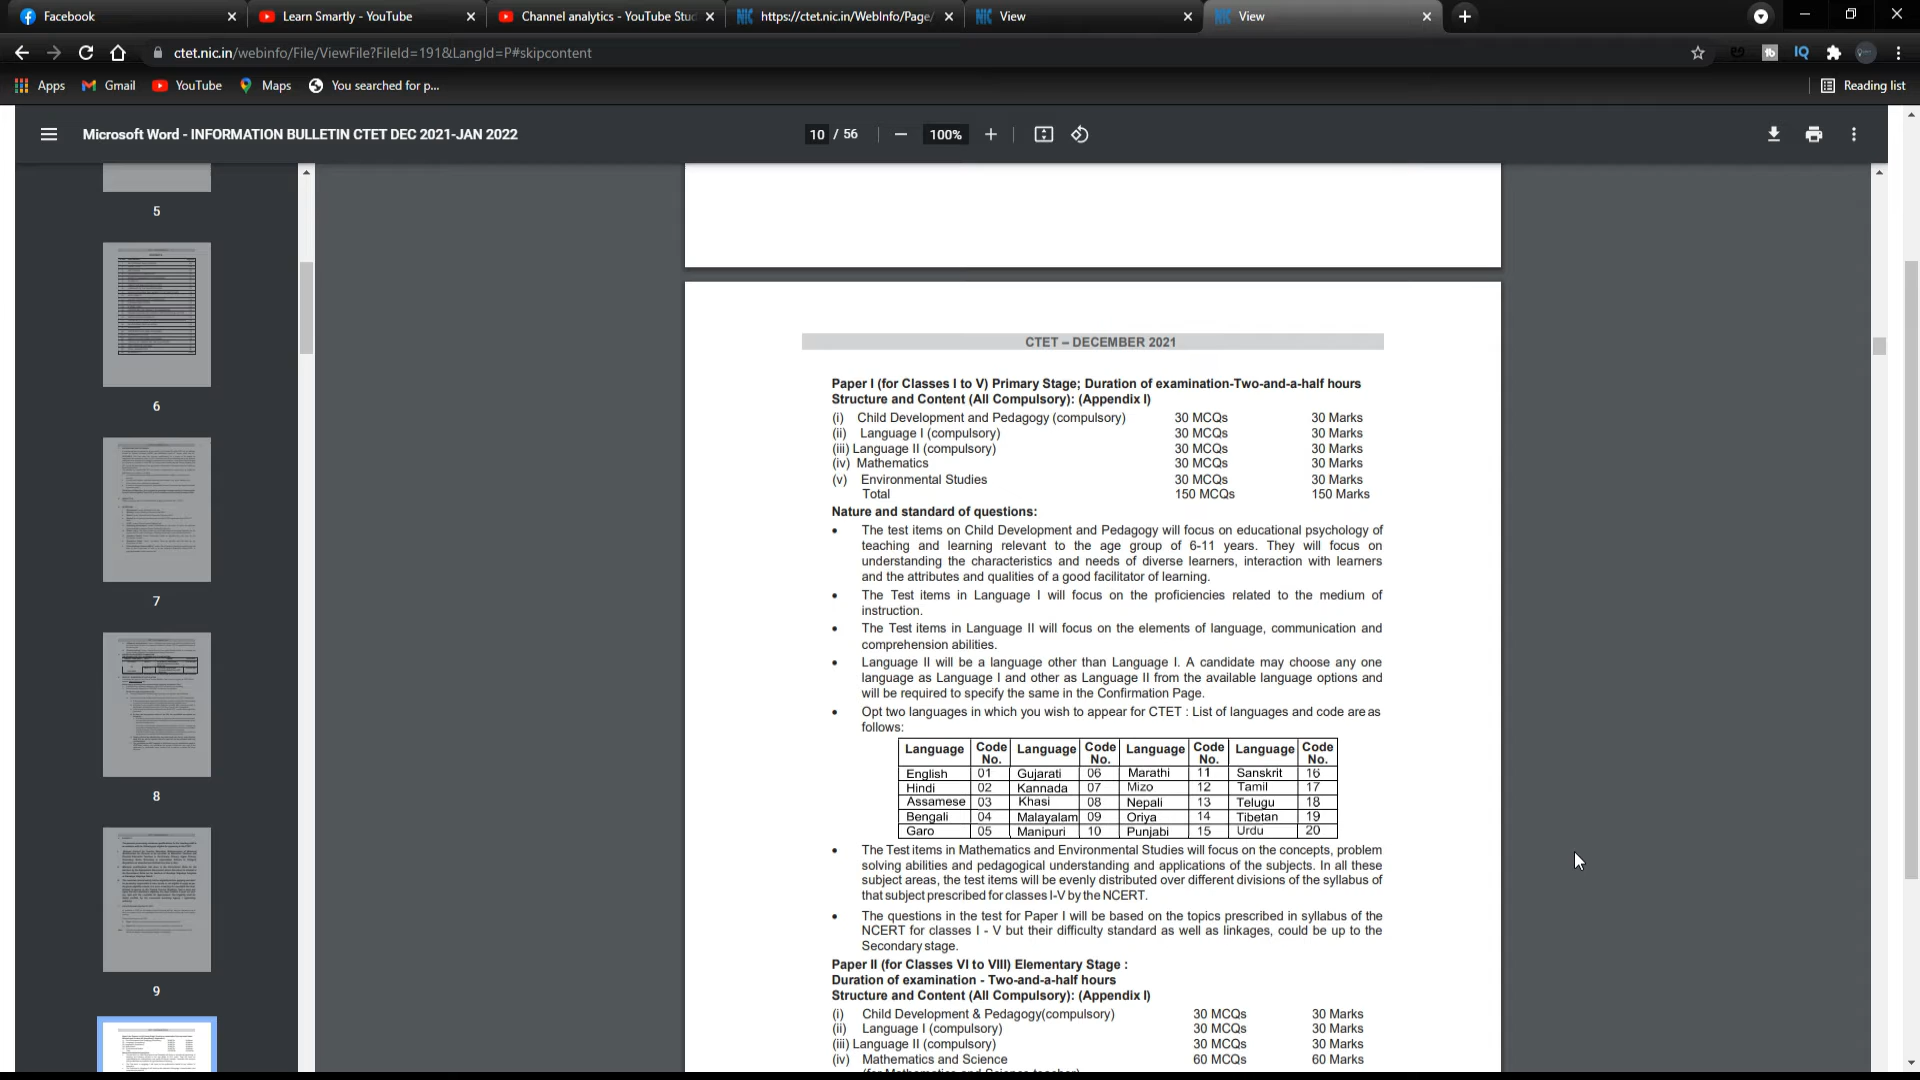 Facebook
Learn Smartly - YouTube
Channel analytics - YouTube Stud
NIC https://ctet.nic.in/WebInfo/Page/
NIC View
NIC View
ctet.nic.in/webinfo/File/ViewFile?FileId=191&LangId=P#skipcontent
Apps Gmail YouTube Maps You searched for p... Reading list
Microsoft Word - INFORMATION BULLETIN CTET DEC 2021-JAN 2022 10 / 56 100%
5
6
7
8
9
CTET – DECEMBER 2021
Paper I (for Classes I to V) Primary Stage; Duration of examination-Two-and-a-half hours
Structure and Content (All Compulsory): (Appendix I)
(i) Child Development and Pedagogy (compulsory) 30 MCQs 30 Marks
(ii) Language I (compulsory) 30 MCQs 30 Marks
(iii) Language II (compulsory) 30 MCQs 30 Marks
(iv) Mathematics 30 MCQs 30 Marks
(v) Environmental Studies 30 MCQs 30 Marks
Total 150 MCQs 150 Marks
Nature and standard of questions:
• The test items on Child Development and Pedagogy will focus on educational psychology of
teaching and learning relevant to the age group of 6-11 years. They will focus on
understanding the characteristics and needs of diverse learners, interaction with learners
and the attributes and qualities of a good facilitator of learning.
• The Test items in Language I will focus on the proficiencies related to the medium of
instruction.
• The Test items in Language II will focus on the elements of language, communication and
comprehension abilities.
• Language II will be a language other than Language I. A candidate may choose any one
language as Language I and other as Language II from the available language options and
will be required to specify the same in the Confirmation Page.
• Opt two languages in which you wish to appear for CTET : List of languages and code are as
follows:
Language Code No. Language Code No. Language Code No. Language Code No.
English 01 Gujarati 06 Marathi 11 Sanskrit 16
Hindi 02 Kannada 07 Mizo 12 Tamil 17
Assamese 03 Khasi 08 Nepali 13 Telugu 18
Bengali 04 Malayalam 09 Oriya 14 Tibetan 19
Garo 05 Manipuri 10 Punjabi 15 Urdu 20
• The Test items in Mathematics and Environmental Studies will focus on the concepts, problem
solving abilities and pedagogical understanding and applications of the subjects. In all these
subject areas, the test items will be evenly distributed over different divisions of the syllabus of
that subject prescribed for classes I-V by the NCERT.
• The questions in the test for Paper I will be based on the topics prescribed in syllabus of the
NCERT for classes I - V but their difficulty standard as well as linkages, could be up to the
Secondary stage.
Paper II (for Classes VI to VIII) Elementary Stage :
Duration of examination - Two-and-a-half hours
Structure and Content (All Compulsory): (Appendix I)
(i) Child Development & Pedagogy(compulsory) 30 MCQs 30 Marks
(ii) Language I (compulsory) 30 MCQs 30 Marks
(iii) Language II (compulsory) 30 MCQs 30 Marks
(iv) Mathematics and Science 60 MCQs 60 Marks